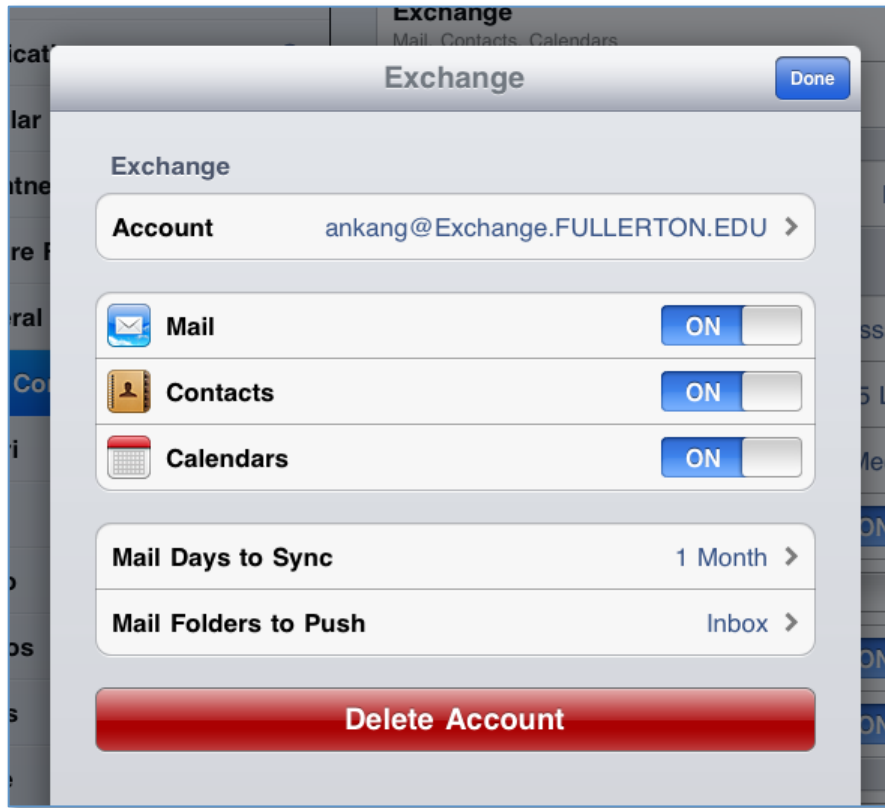 Exchange
Mail, Contacts, Calendars
Exchange
Done
Exchange
Account ankang@Exchange.FULLERTON.EDU
Mail ON
Contacts ON
Calendars ON
Mail Days to Sync 1 Month
Mail Folders to Push Inbox
Delete Account